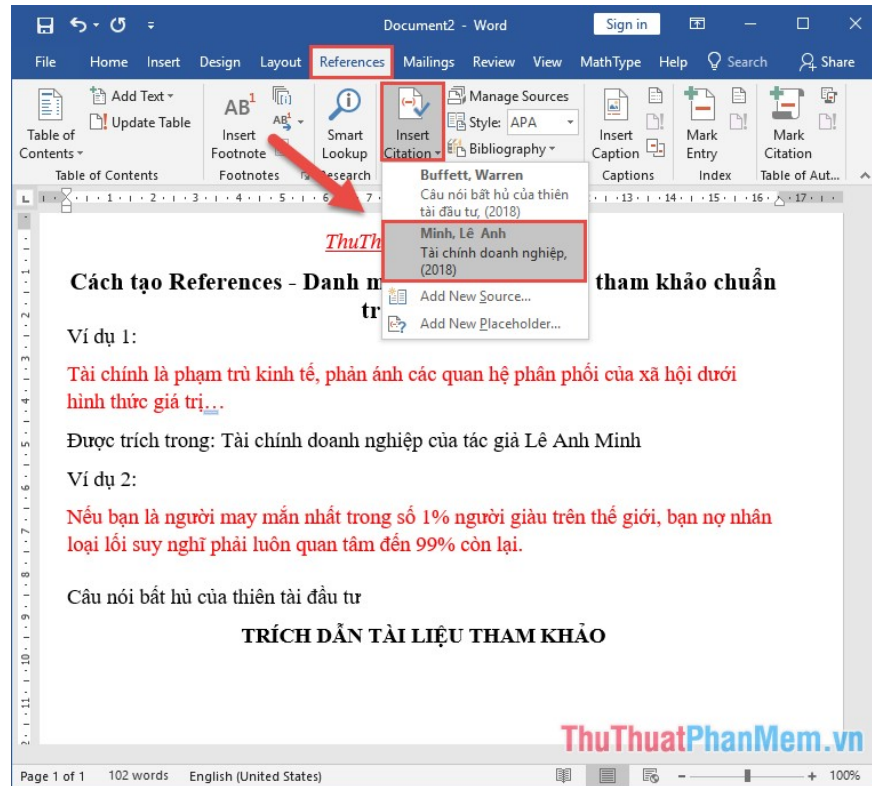 Document2 - Word
Sign in
File Home Insert Design Layout References Mailings Review View MathType Help Search Share
Table of Contents
Add Text
Update Table
Table of Contents
AB1
Insert Footnote
AB1
Footnotes
Smart Lookup
Research
Insert Citation
Manage Sources
Style: APA
Bibliography
Insert Caption
Captions
Mark Entry
Index
Mark Citation
Table of Aut...
Buffett, Warren
Câu nói bất hủ của thiên
tài đầu tư, (2018)
Minh, Lê Anh
Tài chính doanh nghiệp,
(2018)
Add New Source...
Add New Placeholder...
ThuTh
Cách tạo References - Danh m tham khảo chuẩn
tr
Ví dụ 1:
Tài chính là phạm trù kinh tế, phản ánh các quan hệ phân phối của xã hội dưới
hình thức giá trị…
Được trích trong: Tài chính doanh nghiệp của tác giả Lê Anh Minh
Ví dụ 2:
Nếu bạn là người may mắn nhất trong số 1% người giàu trên thế giới, bạn nợ nhân
loại lối suy nghĩ phải luôn quan tâm đến 99% còn lại.
Câu nói bất hủ của thiên tài đầu tư
TRÍCH DẪN TÀI LIỆU THAM KHẢO
ThuThuatPhanMem.vn
Page 1 of 1 102 words English (United States) 100%